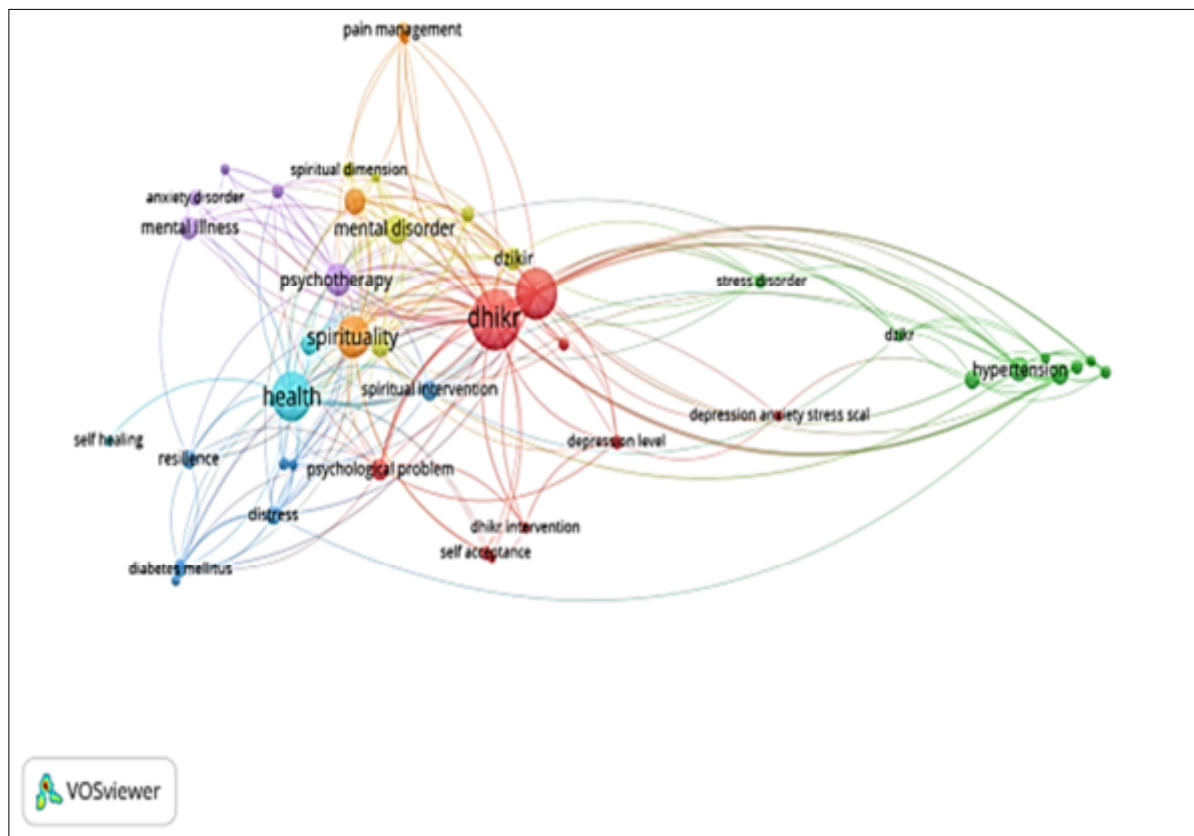 pain management
spiritual dimension
anxiety disorder
mental illness
mental disorder
dzikir
psychotherapy
stress disorder
dhikr
spirituality
dzikr
hypertension
spiritual intervention
health
depression anxiety stress scal
self healing
depression level
resilience
psychological problem
distress
dhikr intervention
self acceptance
diabetes mellitus
VOSviewer